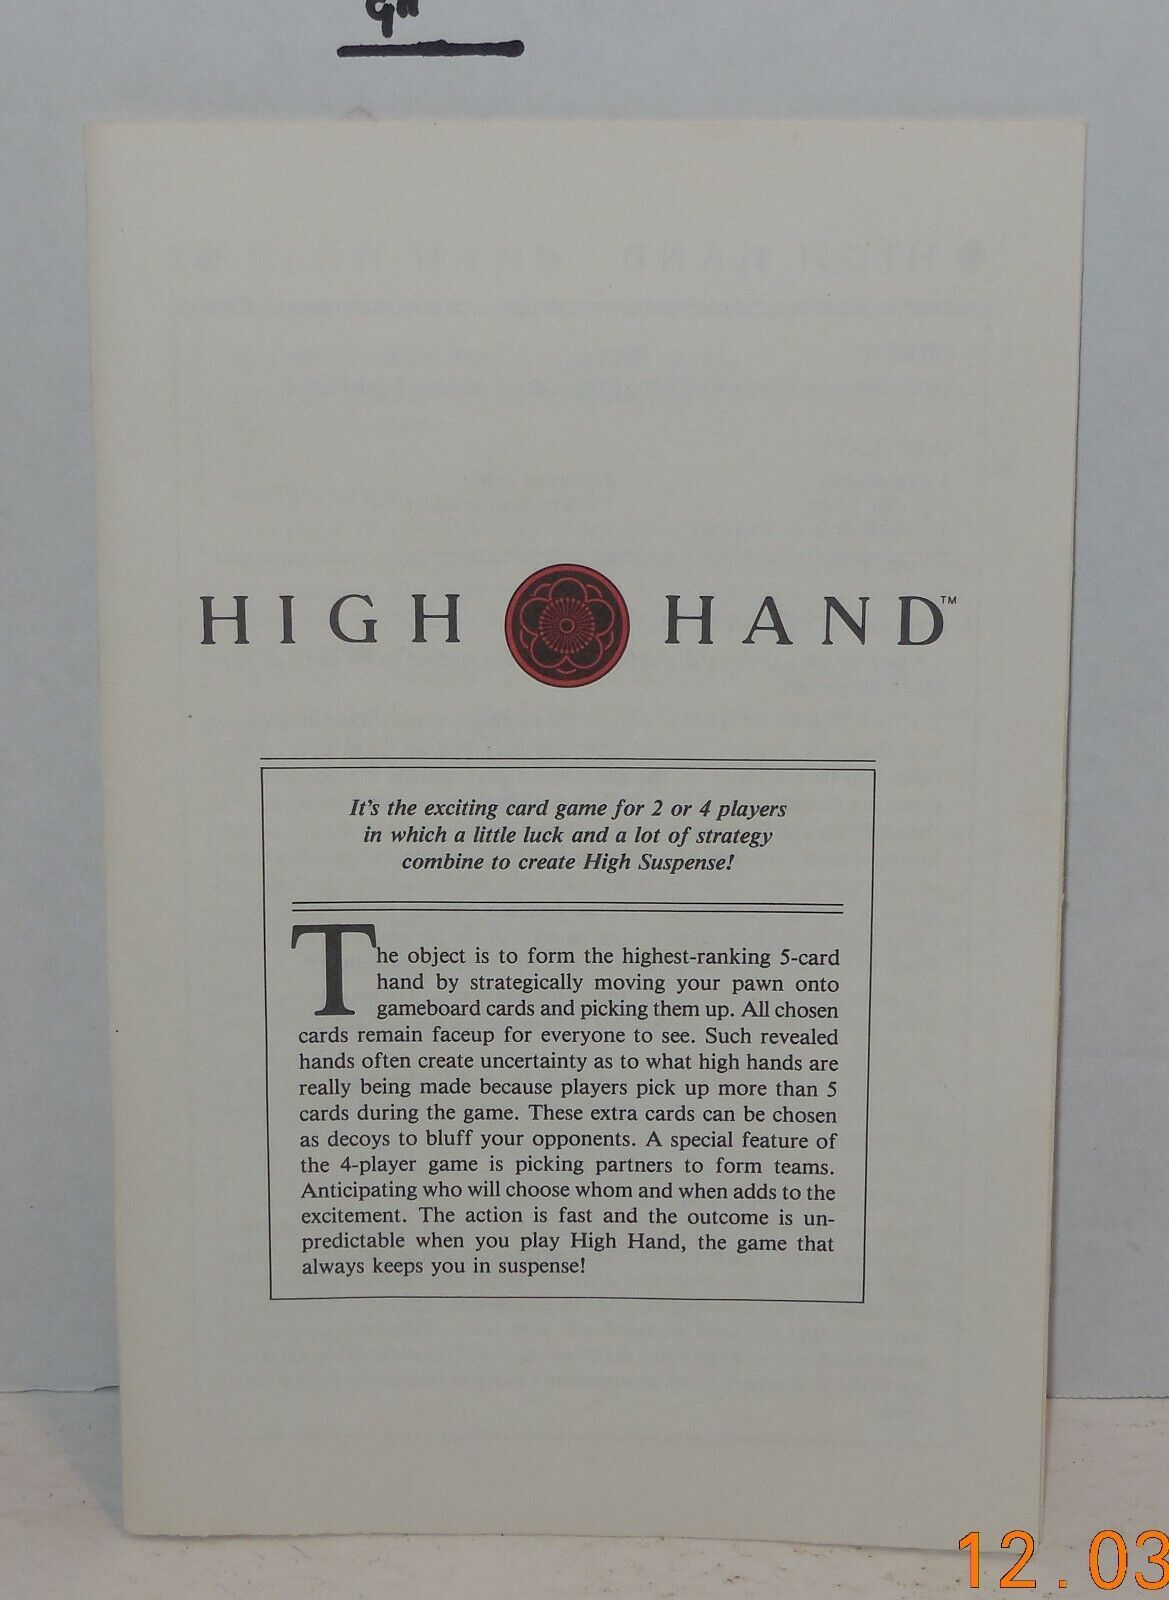 HIGH HAND™
It's the exciting card game for 2 or 4 players
in which a little luck and a lot of strategy
combine to create High Suspense!
The object is to form the highest-ranking 5-card
hand by strategically moving your pawn onto
gameboard cards and picking them up. All chosen
cards remain faceup for everyone to see. Such revealed
hands often create uncertainty as to what high hands are
really being made because players pick up more than 5
cards during the game. These extra cards can be chosen
as decoys to bluff your opponents. A special feature of
the 4-player game is picking partners to form teams.
Anticipating who will choose whom and when adds to the
excitement. The action is fast and the outcome is un-
predictable when you play High Hand, the game that
always keeps you in suspense!
12.03